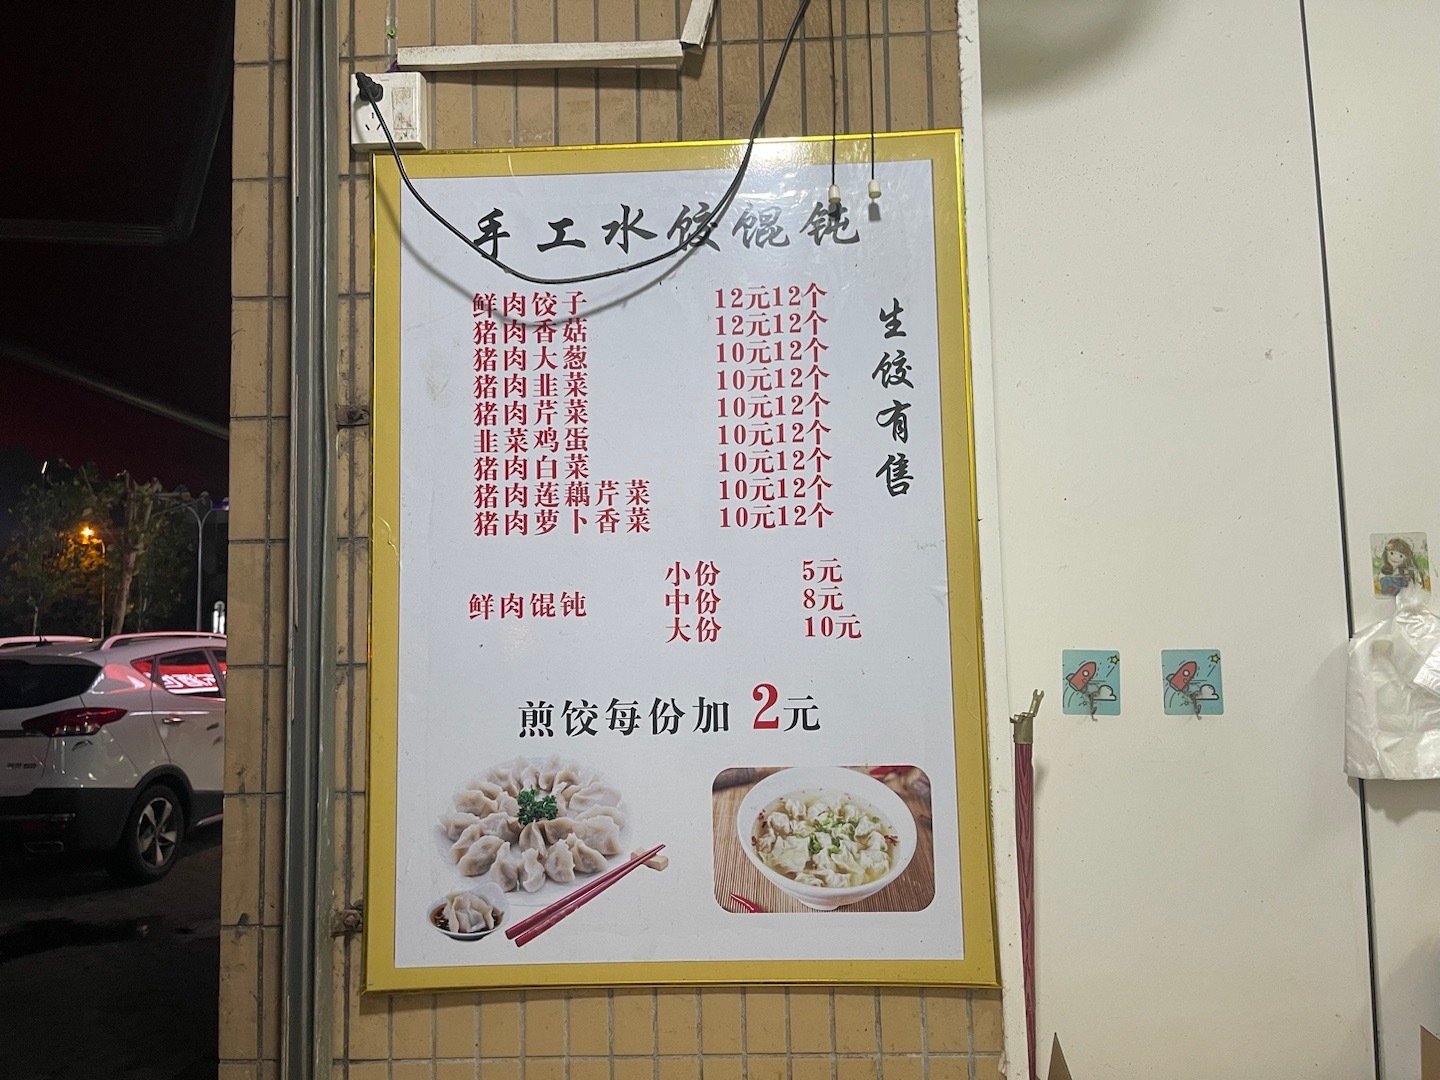 手工水饺馄饨
鲜肉饺子 12元12个
猪肉香菇 12元12个
猪肉大葱 10元12个
猪肉韭菜 10元12个
猪肉芹菜 10元12个
韭菜鸡蛋 10元12个
猪肉白菜 10元12个
猪肉莲藕芹菜 10元12个
猪肉萝卜香菜 10元12个
生饺有售
鲜肉馄饨
小份 5元
中份 8元
大份 10元
煎饺每份加 2元